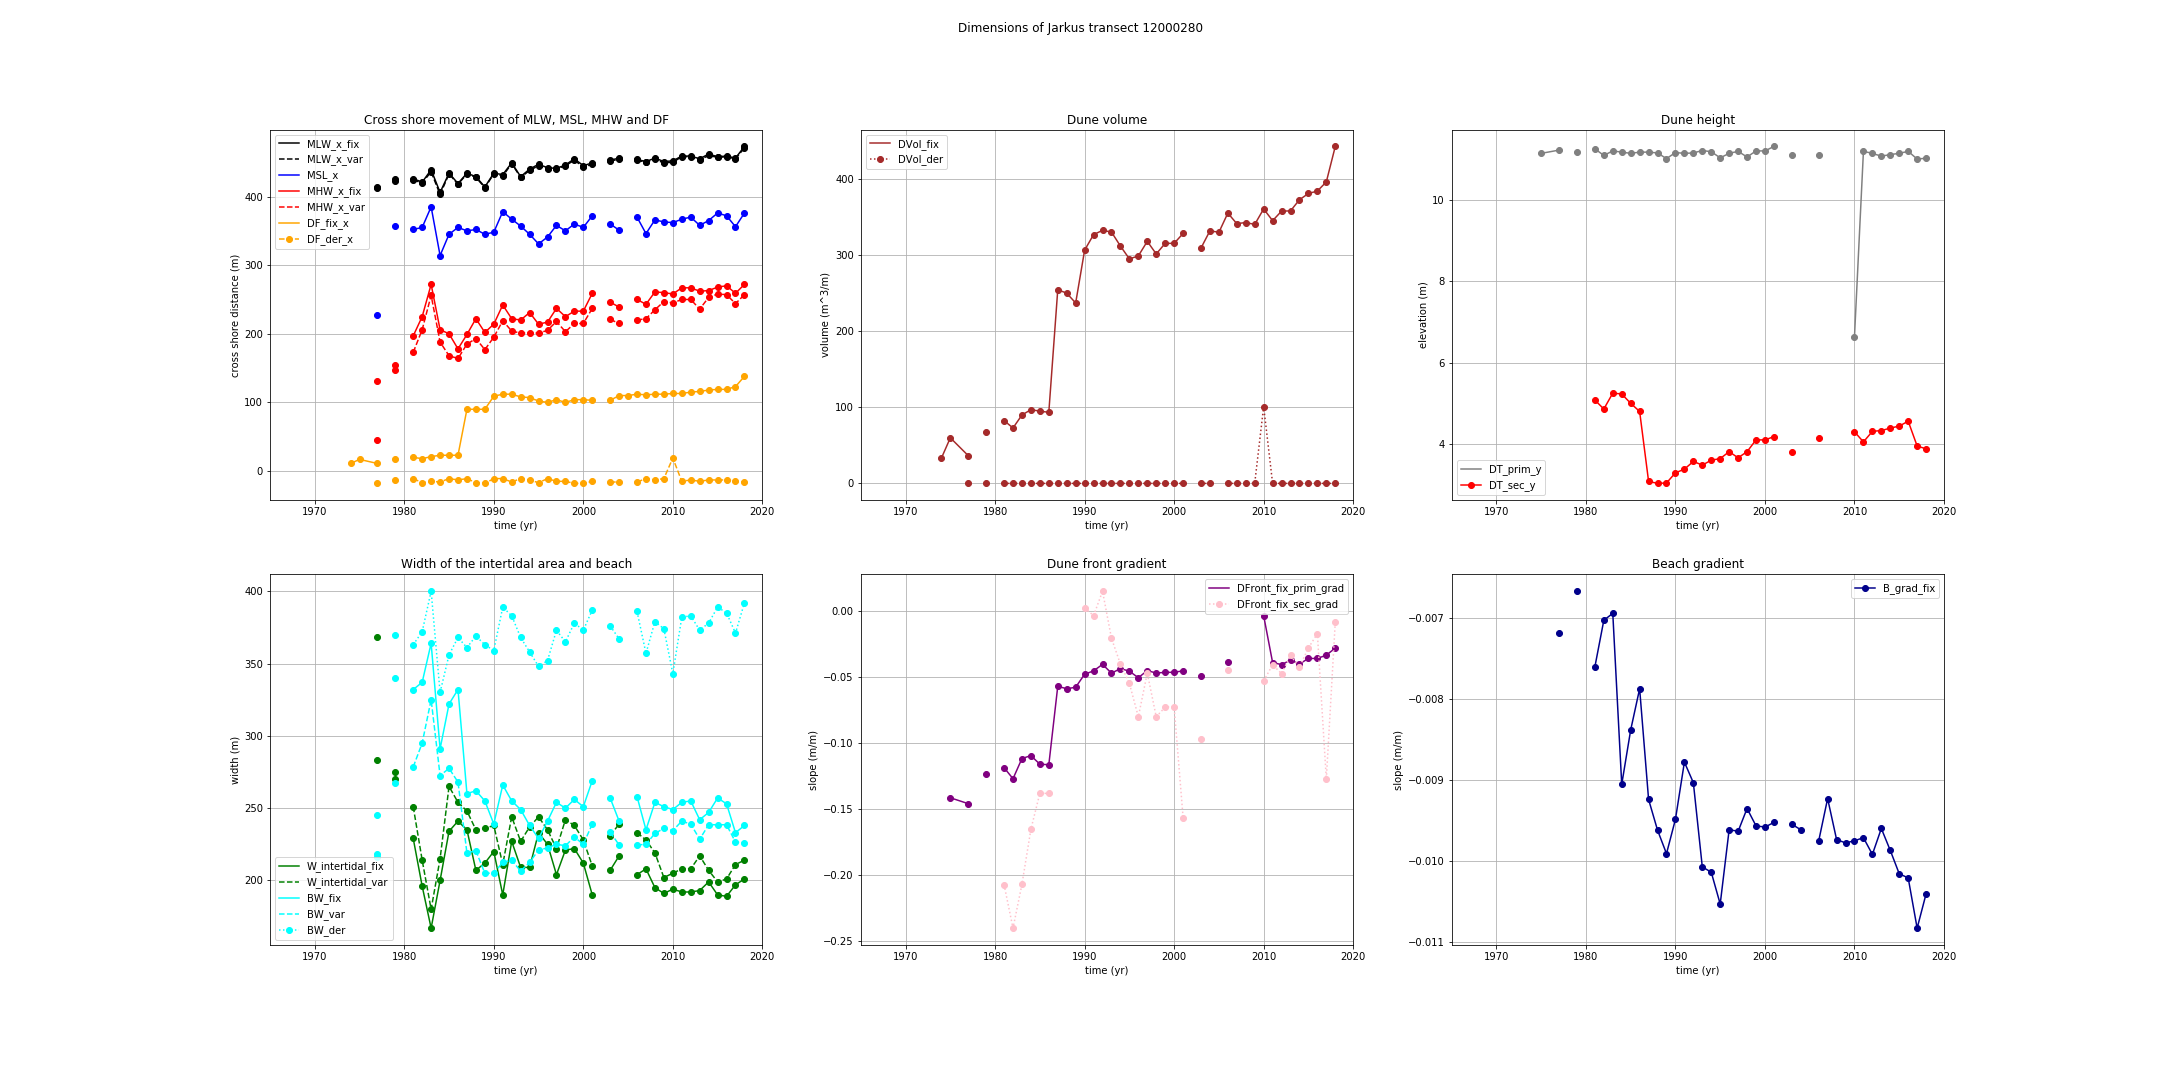 Dimensions of Jarkus transect 12000280
Cross shore movement of MLW, MSL, MHW and DF
MLW_x_fix
MLW_x_var
MSL_x
MHW_x_fix
MHW_x_var
DF_fix_x
DF_der_x
cross shore distance (m)
400
300
200
100
0
1970 1980 1990 2000 2010 2020
time (yr)
Dune volume
DVol_fix
DVol_der
volume (m^3/m)
400
300
200
100
0
1970 1980 1990 2000 2010 2020
time (yr)
Dune height
DT_prim_y
DT_sec_y
elevation (m)
10
8
6
4
1970 1980 1990 2000 2010 2020
time (yr)
Width of the intertidal area and beach
W_intertidal_fix
W_intertidal_var
BW_fix
BW_var
BW_der
width (m)
400
350
300
250
200
1970 1980 1990 2000 2010 2020
time (yr)
Dune front gradient
DFront_fix_prim_grad
DFront_fix_sec_grad
slope (m/m)
0.00
−0.05
−0.10
−0.15
−0.20
−0.25
1970 1980 1990 2000 2010 2020
time (yr)
Beach gradient
B_grad_fix
slope (m/m)
−0.007
−0.008
−0.009
−0.010
−0.011
1970 1980 1990 2000 2010 2020
time (yr)